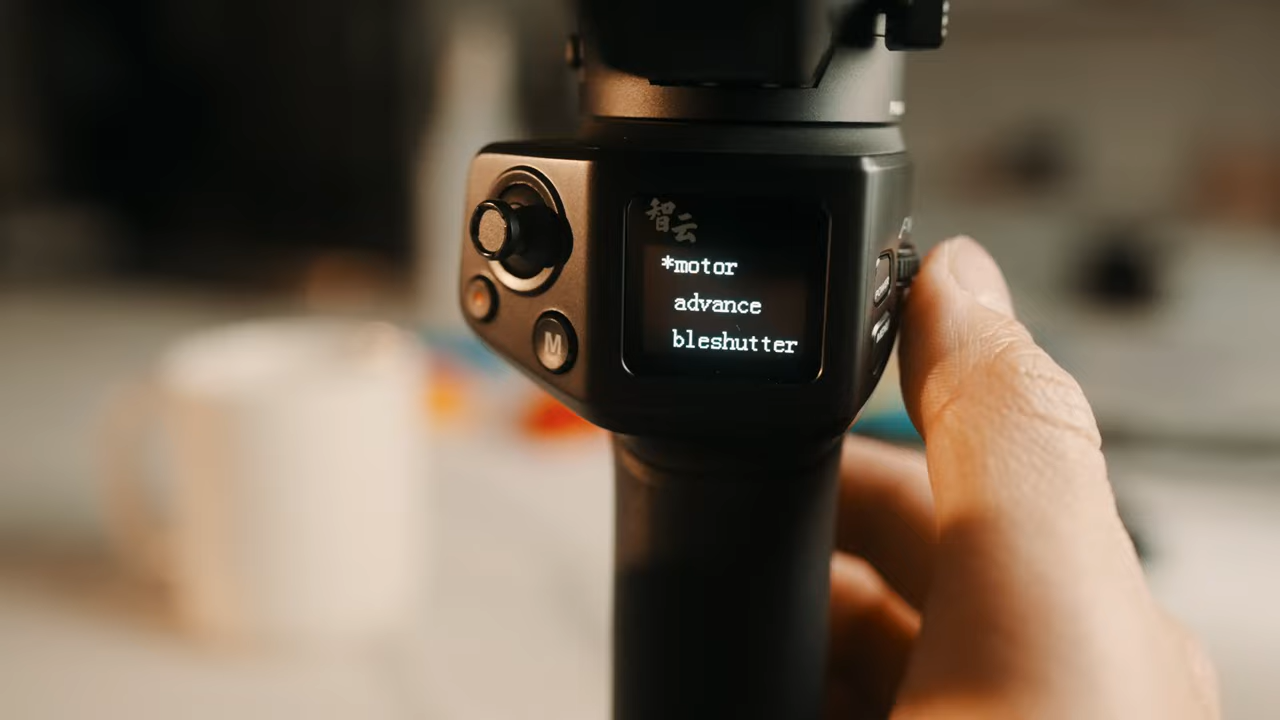 智云
*motor
advance
bleshutter
M